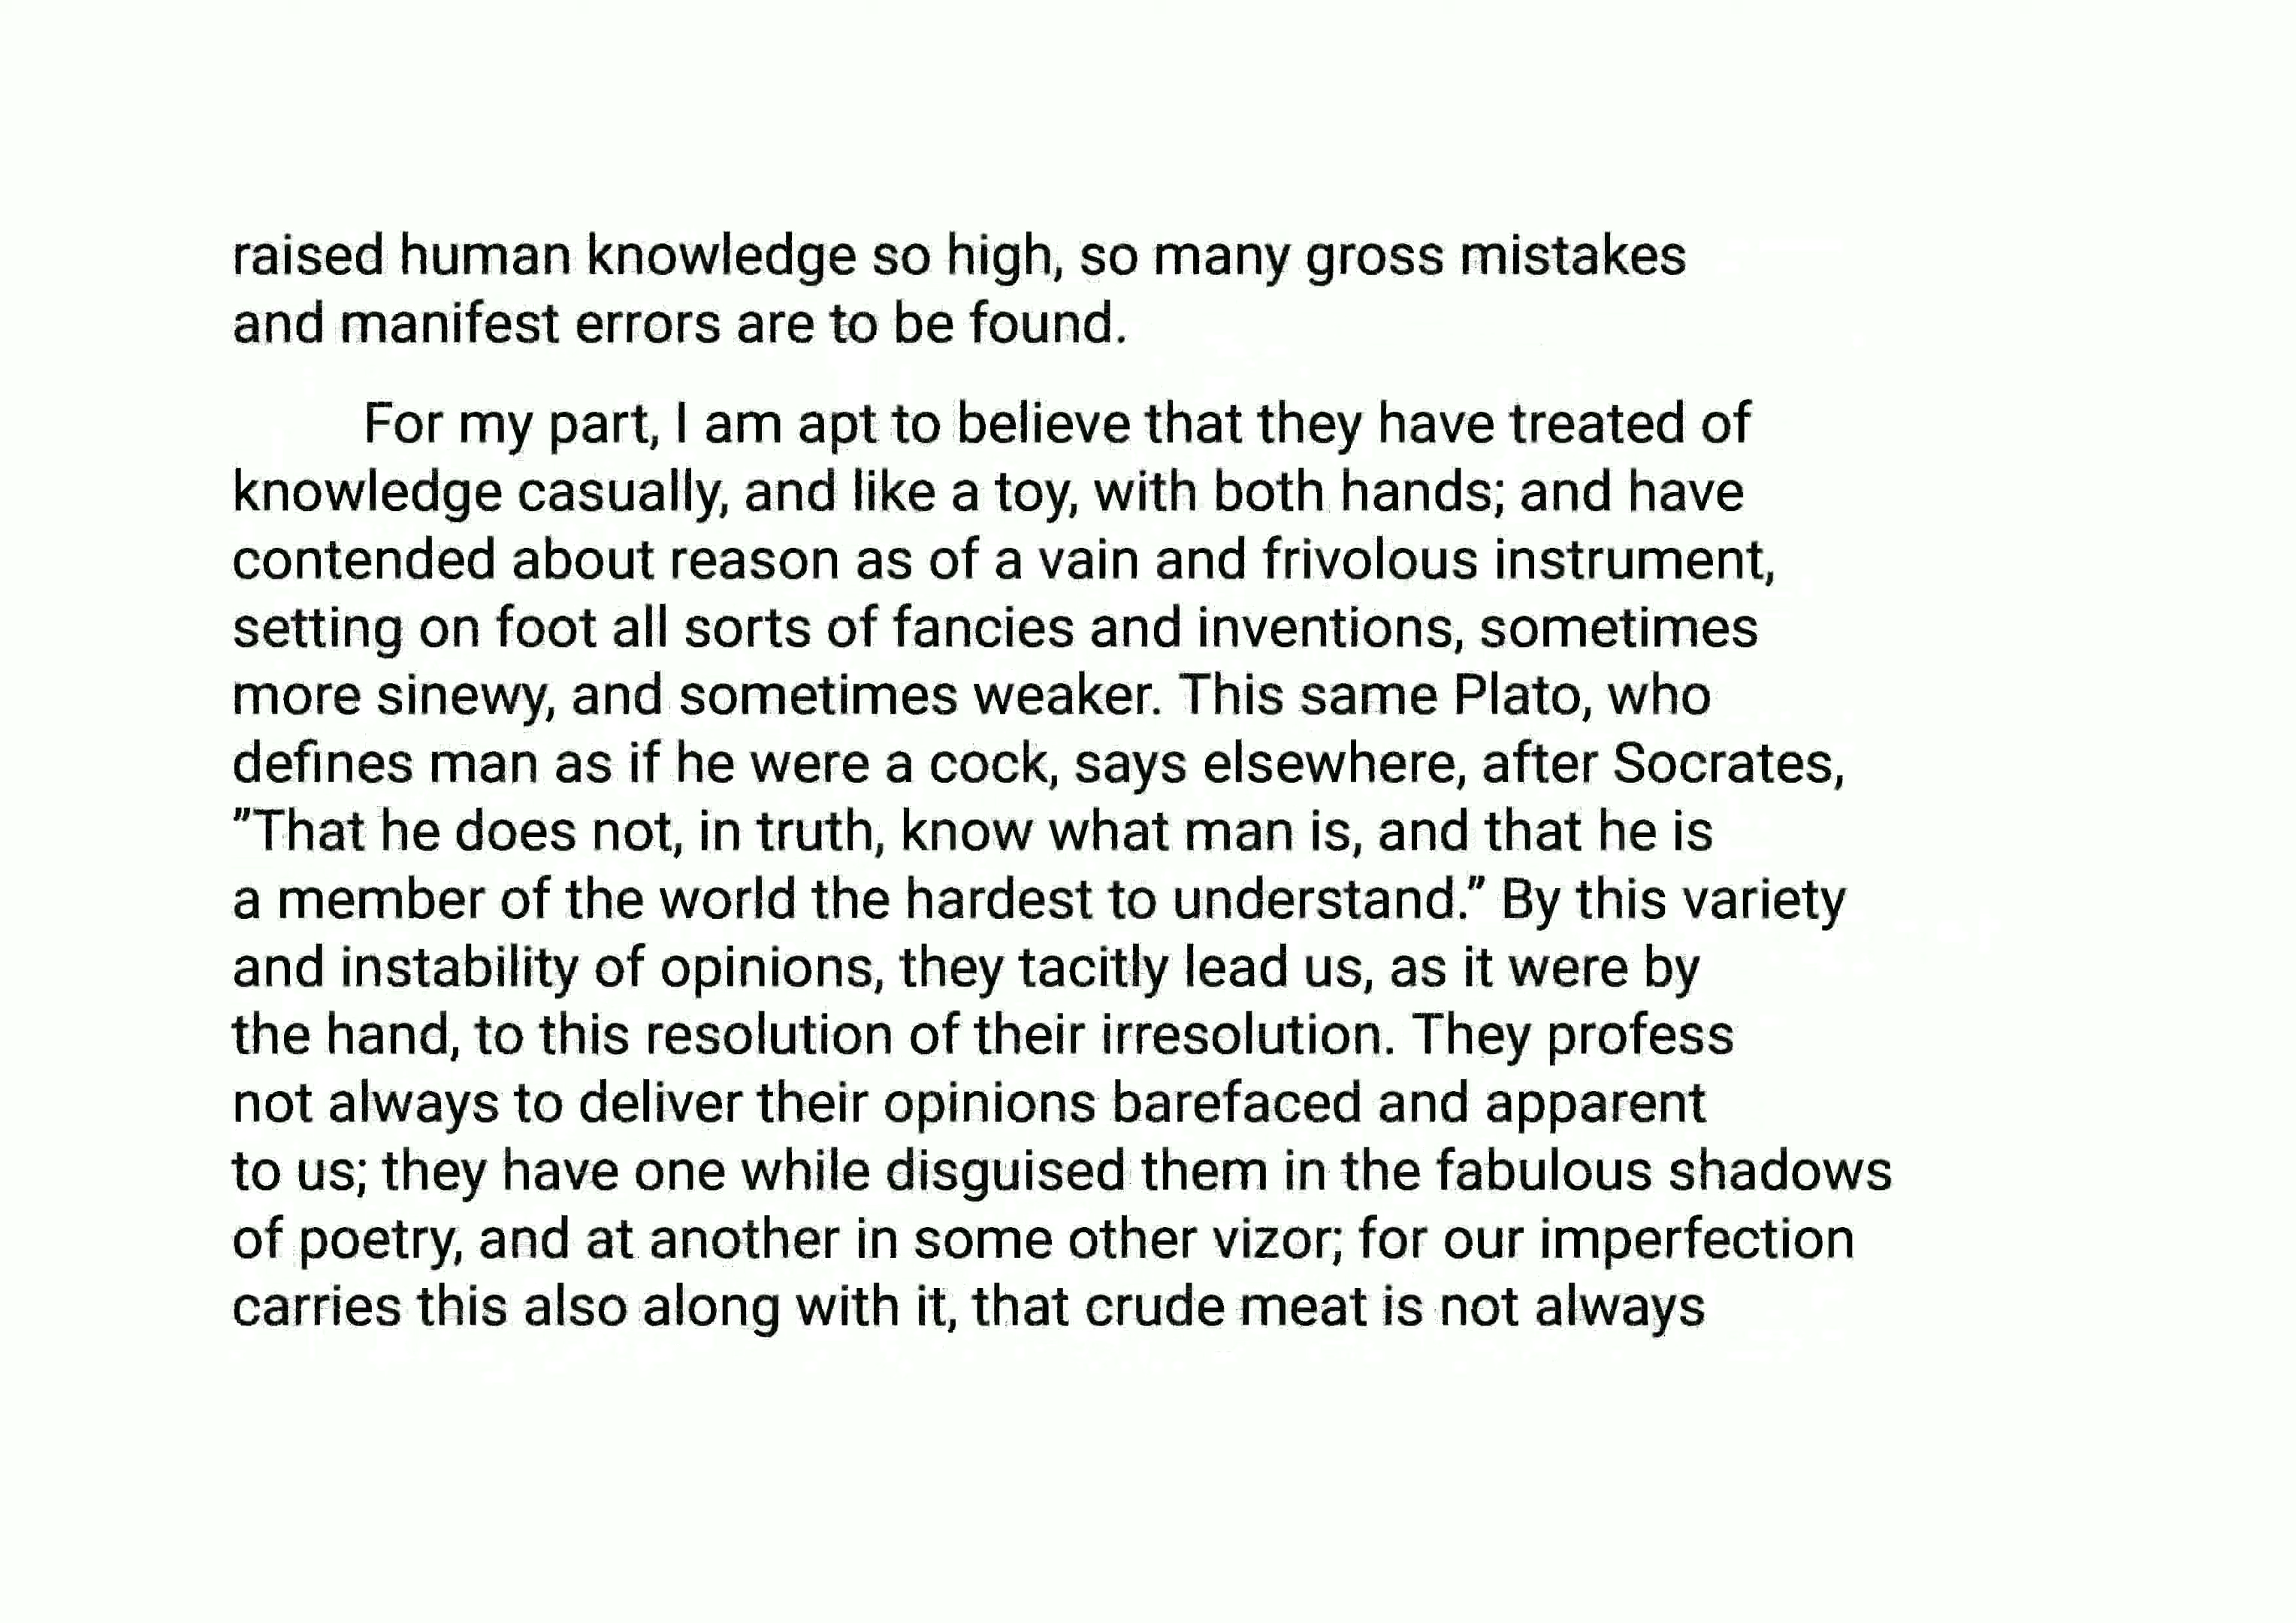 raised human knowledge so high, so many gross mistakes
and manifest errors are to be found.
For my part, I am apt to believe that they have treated of
knowledge casually, and like a toy, with both hands; and have
contended about reason as of a vain and frivolous instrument,
setting on foot all sorts of fancies and inventions, sometimes
more sinewy, and sometimes weaker. This same Plato, who
defines man as if he were a cock, says elsewhere, after Socrates,
"That he does not, in truth, know what man is, and that he is
a member of the world the hardest to understand." By this variety
and instability of opinions, they tacitly lead us, as it were by
the hand, to this resolution of their irresolution. They profess
not always to deliver their opinions barefaced and apparent
to us; they have one while disguised them in the fabulous shadows
of poetry, and at another in some other vizor; for our imperfection
carries this also along with it, that crude meat is not always